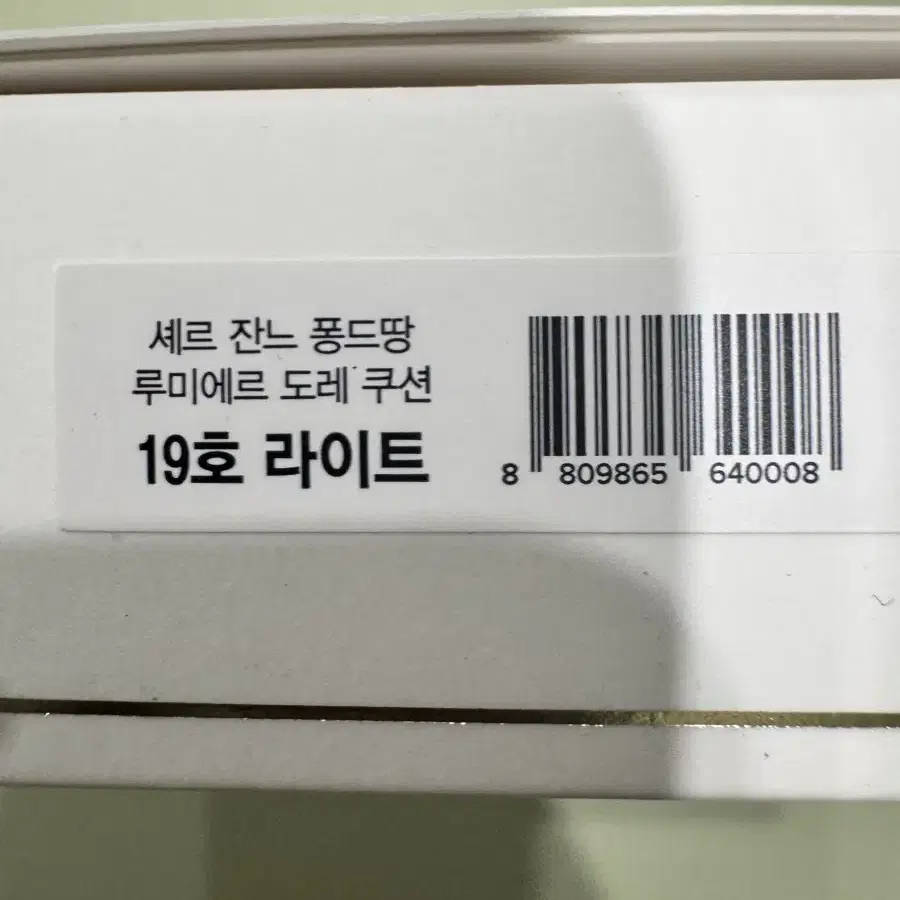 셰르 잔느 퐁드땅
루미에르 도레 쿠션
19호 라이트
8 809865 640008